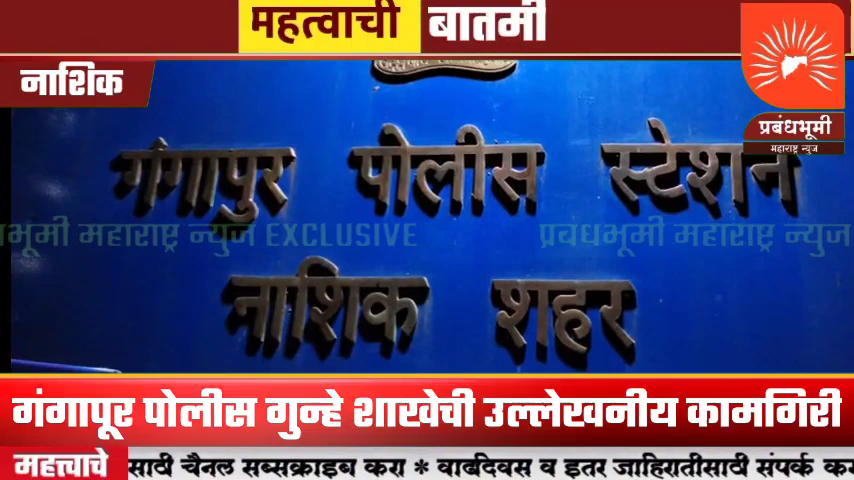 महत्वाची बातमी
नाशिक
प्रबंधभूमी
महाराष्ट्र न्युज
गंगापुर पोलीस स्टेशन
भूमी महाराष्ट्र न्युज EXCLUSIVE प्रबंधभूमी महाराष्ट्र न्युज
नाशिक शहर
गंगापूर पोलीस गुन्हे शाखेची उल्लेखनीय कामगिरी
महत्त्वाचे साठी चैनल सब्सक्राइब करा * वाढदिवस व इतर जाहिरातीसाठी संपर्क